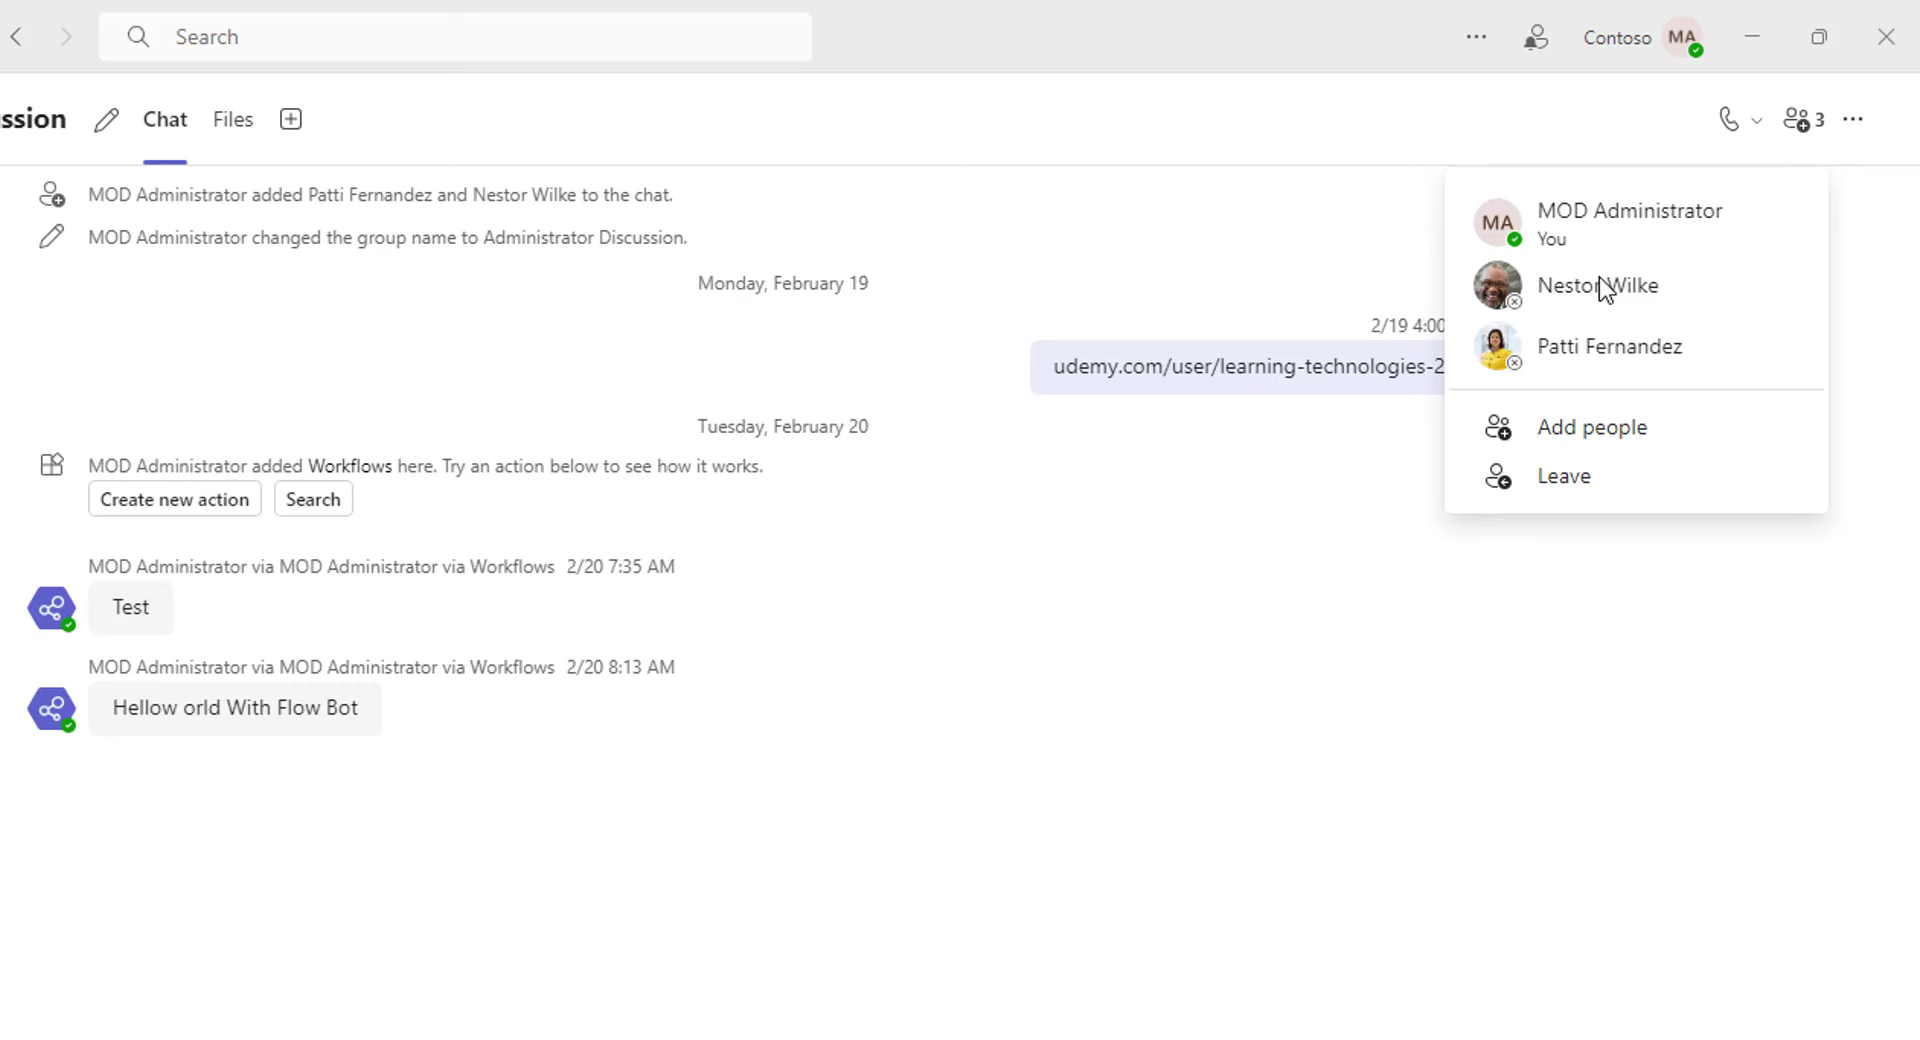 Search
Contoso MA
ssion Chat Files
3
MOD Administrator added Patti Fernandez and Nestor Wilke to the chat.
MOD Administrator changed the group name to Administrator Discussion.
Monday, February 19
2/19 4:00
udemy.com/user/learning-technologies-2
Tuesday, February 20
MOD Administrator added Workflows here. Try an action below to see how it works.
Create new action Search
MOD Administrator via MOD Administrator via Workflows 2/20 7:35 AM
Test
MOD Administrator via MOD Administrator via Workflows 2/20 8:13 AM
Hellow orld With Flow Bot
MA MOD Administrator
You
Nestor Wilke
Patti Fernandez
Add people
Leave